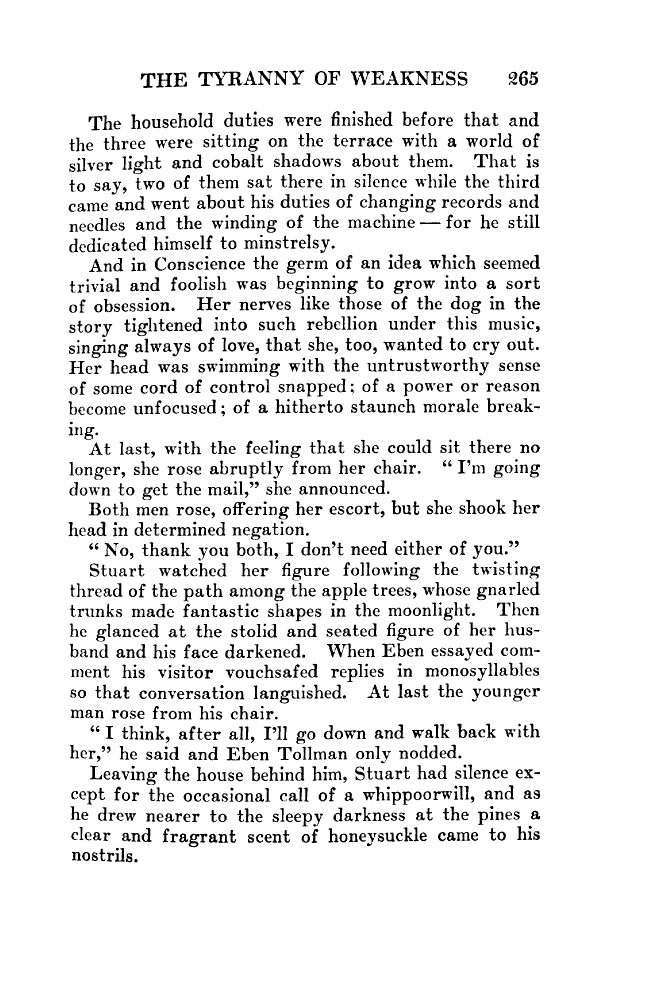 THE TYRANNY OF WEAKNESS 265
The household duties were finished before that and
the three were sitting on the terrace with a world of
silver light and cobalt shadows about them. That is
to say, two of them sat there in silence while the third
came and went about his duties of changing records and
needles and the winding of the machine — for he still
dedicated himself to minstrelsy.
And in Conscience the germ of an idea which seemed
trivial and foolish was beginning to grow into a sort
of obsession. Her nerves like those of the dog in the
story tightened into such rebellion under this music,
singing always of love, that she, too, wanted to cry out.
Her head was swimming with the untrustworthy sense
of some cord of control snapped; of a power or reason
become unfocused; of a hitherto staunch morale break-
ing.
At last, with the feeling that she could sit there no
longer, she rose abruptly from her chair. “I’m going
down to get the mail,” she announced.
Both men rose, offering her escort, but she shook her
head in determined negation.
“No, thank you both, I don’t need either of you.”
Stuart watched her figure following the twisting
thread of the path among the apple trees, whose gnarled
trunks made fantastic shapes in the moonlight. Then
he glanced at the stolid and seated figure of her hus-
band and his face darkened. When Eben essayed com-
ment his visitor vouchsafed replies in monosyllables
so that conversation languished. At last the younger
man rose from his chair.
“I think, after all, I’ll go down and walk back with
her,” he said and Eben Tollman only nodded.
Leaving the house behind him, Stuart had silence ex-
cept for the occasional call of a whippoorwill, and as
he drew nearer to the sleepy darkness at the pines a
clear and fragrant scent of honeysuckle came to his
nostrils.